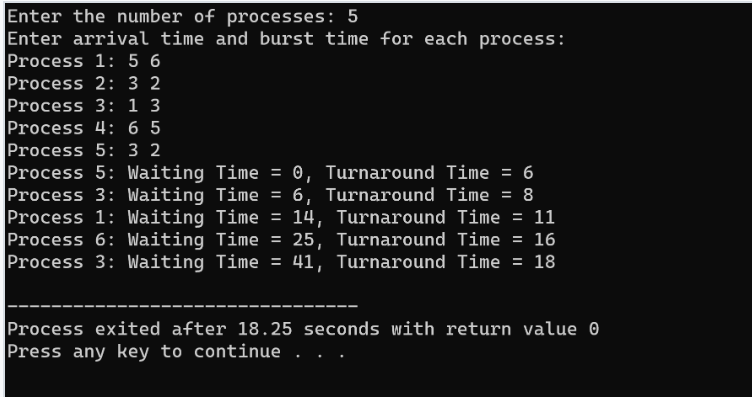 Enter the number of processes: 5
Enter arrival time and burst time for each process:
Process 1: 5 6
Process 2: 3 2
Process 3: 1 3
Process 4: 6 5
Process 5: 3 2
Process 5: Waiting Time = 0, Turnaround Time = 6
Process 3: Waiting Time = 6, Turnaround Time = 8
Process 1: Waiting Time = 14, Turnaround Time = 11
Process 6: Waiting Time = 25, Turnaround Time = 16
Process 3: Waiting Time = 41, Turnaround Time = 18
--------------------------------
Process exited after 18.25 seconds with return value 0
Press any key to continue . . .